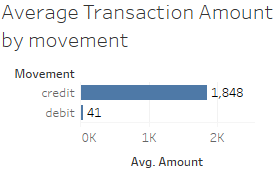 Average Transaction Amount
by movement
Movement
credit 1,848
debit 41
0K 1K 2K
Avg. Amount